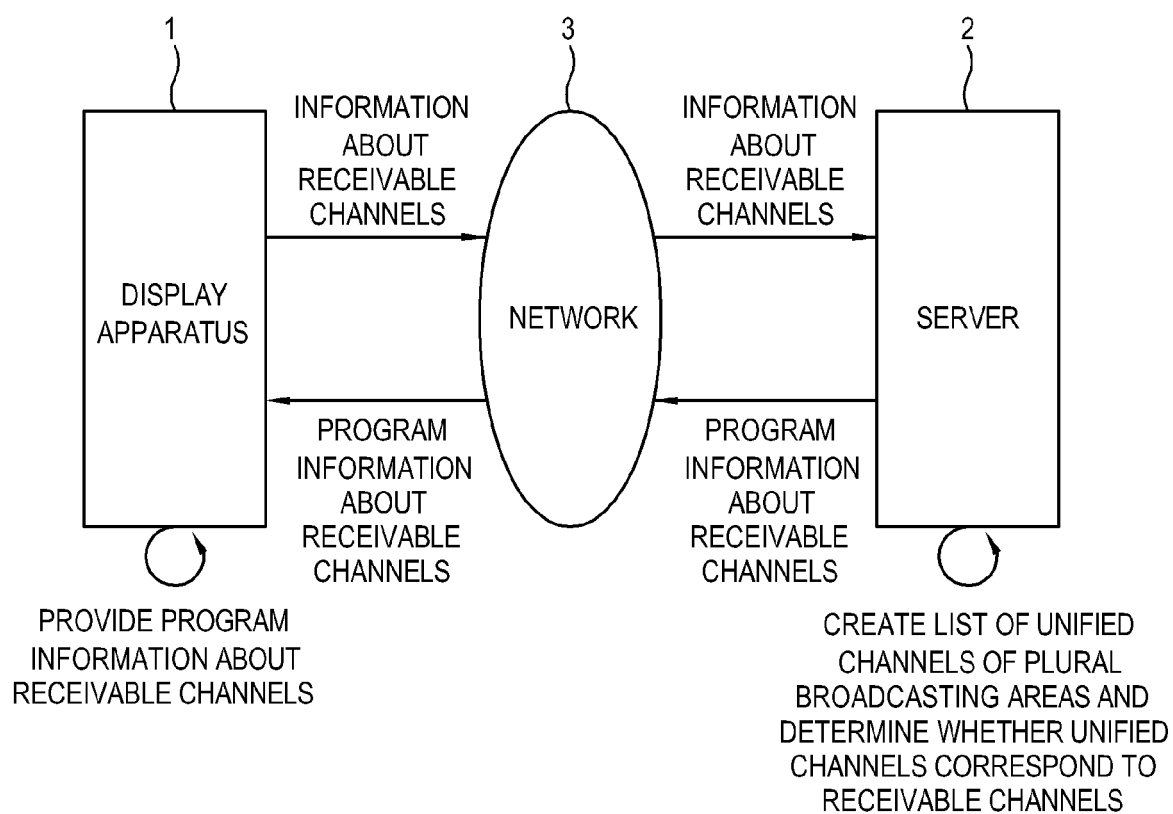 1
3
2
INFORMATION
ABOUT
RECEIVABLE
CHANNELS
INFORMATION
ABOUT
RECEIVABLE
CHANNELS
DISPLAY
APPARATUS
NETWORK
SERVER
PROGRAM
INFORMATION
ABOUT
RECEIVABLE
CHANNELS
PROGRAM
INFORMATION
ABOUT
RECEIVABLE
CHANNELS
PROVIDE PROGRAM
INFORMATION ABOUT
RECEIVABLE CHANNELS
CREATE LIST OF UNIFIED
CHANNELS OF PLURAL
BROADCASTING AREAS AND
DETERMINE WHETHER UNIFIED
CHANNELS CORRESPOND TO
RECEIVABLE CHANNELS